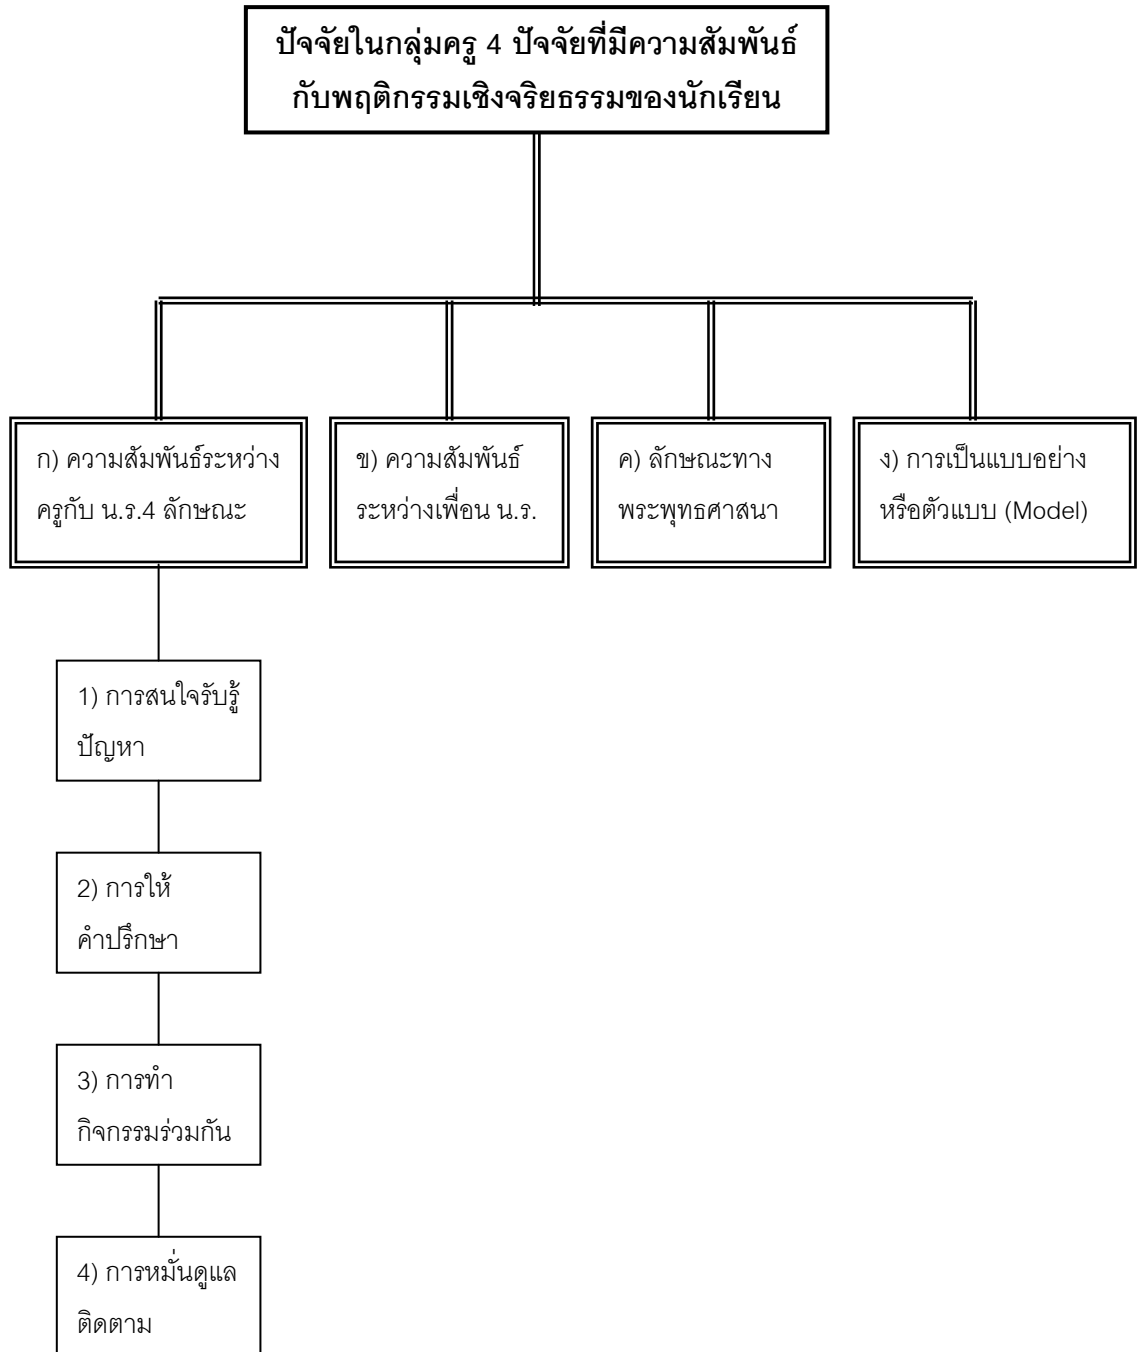 ปัจจัยในกลุ่มครู 4 ปัจจัยที่มีความสัมพันธ์
กับพฤติกรรมเชิงจริยธรรมของนักเรียน
ก) ความสัมพันธ์ระหว่าง
ครูกับ น.ร.4 ลักษณะ
ข) ความสัมพันธ์
ระหว่างเพื่อน น.ร.
ค) ลักษณะทาง
พระพุทธศาสนา
ง) การเป็นแบบอย่าง
หรือตัวแบบ (Model)
1) การสนใจรับรู้
ปัญหา
2) การให้
คำปรึกษา
3) การทำ
กิจกรรมร่วมกัน
4) การหมั่นดูแล
ติดตาม